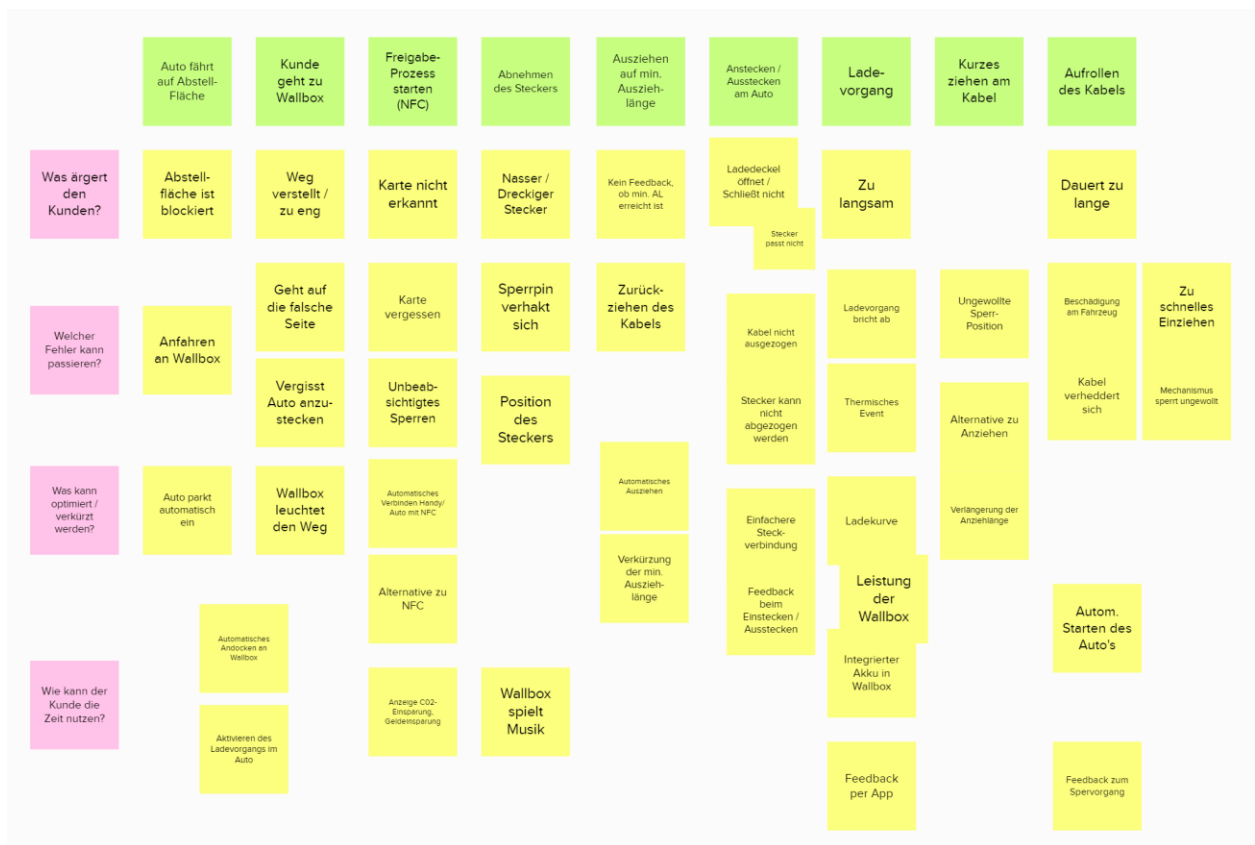 Auto fährt
auf Abstell-
Fläche
Kunde
geht zu
Wallbox
Freigabe-
Prozess
starten
(NFC)
Abnehmen
des Steckers
Ausziehen
auf min.
Auszieh-
länge
Anstecken /
Ausstecken
am Auto
Lade-
vorgang
Kurzes
ziehen am
Kabel
Aufrollen
des Kabels
Was ärgert
den
Kunden?
Abstell-
fläche ist
blockiert
Weg
verstellt /
zu eng
Karte nicht
erkannt
Nasser /
Dreckiger
Stecker
Kein Feedback,
ob min. AL
erreicht ist
Ladedeckel
öffnet /
Schließt nicht
Stecker
passt nicht
Zu
langsam
Dauert zu
lange
Welcher
Fehler kann
passieren?
Anfahren
an Wallbox
Geht auf
die falsche
Seite
Vergisst
Auto anzu-
stecken
Karte
vergessen
Unbeab-
sichtigtes
Sperren
Sperrpin
verhakt
sich
Position
des
Steckers
Zurück-
ziehen des
Kabels
Kabel nicht
ausgezogen
Stecker kann
nicht
abgezogen
werden
Ladevorgang
bricht ab
Thermisches
Event
Ungewollte
Sperr-
Position
Alternative zu
Anziehen
Beschädigung
am Fahrzeug
Kabel
verheddert
sich
Zu
schnelles
Einziehen
Mechanismus
sperrt ungewollt
Was kann
optimiert /
verkürzt
werden?
Auto parkt
automatisch
ein
Wallbox
leuchtet
den Weg
Automatisches
Verbinden Handy/
Auto mit NFC
Alternative zu
NFC
Automatisches
Ausziehen
Verkürzung
der min.
Auszieh-
länge
Einfachere
Steck-
verbindung
Feedback
beim
Einstecken /
Ausstecken
Ladekurve
Leistung
der
Wallbox
Integrierter
Akku in
Wallbox
Verlängerung der
Anziehlänge
Autom.
Starten des
Auto's
Automatisches
Andocken an
Wallbox
Wie kann der
Kunde die
Zeit nutzen?
Aktivieren des
Ladevorgangs im
Auto
Anzeige C02-
Einsparung,
Geldeinsparung
Wallbox
spielt
Musik
Feedback
per App
Feedback zum
Spervorgang